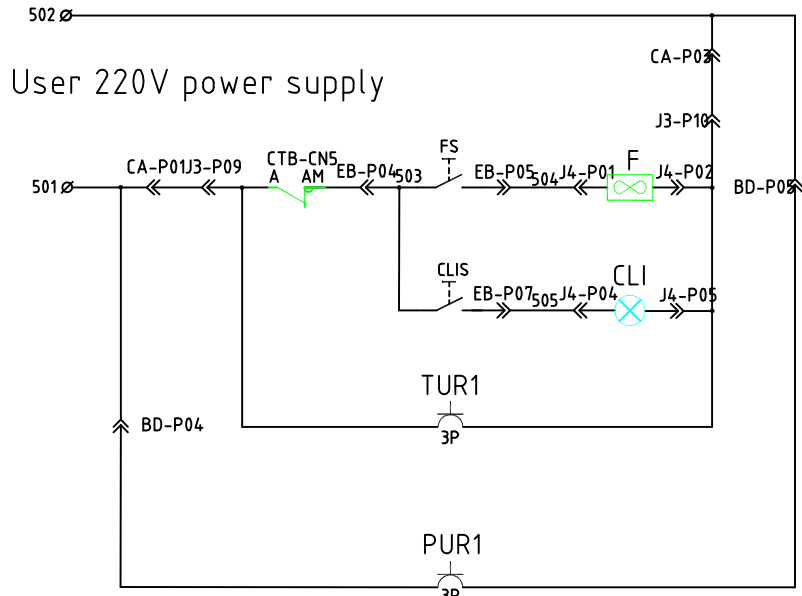 502
CA-P03
User 220V power supply
J3-P10
CTB-CN5 FS F
CA-P01 J3-P09 A AM EB-P04 503 EB-P05 504 J4-P01 J4-P02
501 BD-P05
CLIS CLI
EB-P07 505 J4-P04 J4-P05
TUR1
BD-P04 3P
PUR1
3P